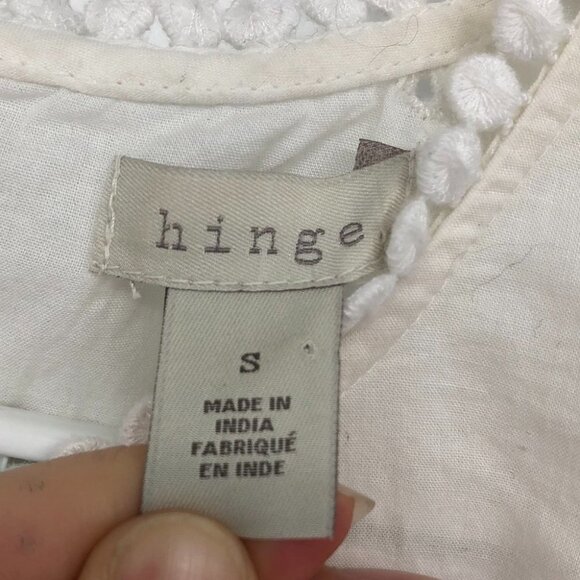 hinge
S
MADE IN
INDIA
FABRIQUÉ
EN INDE